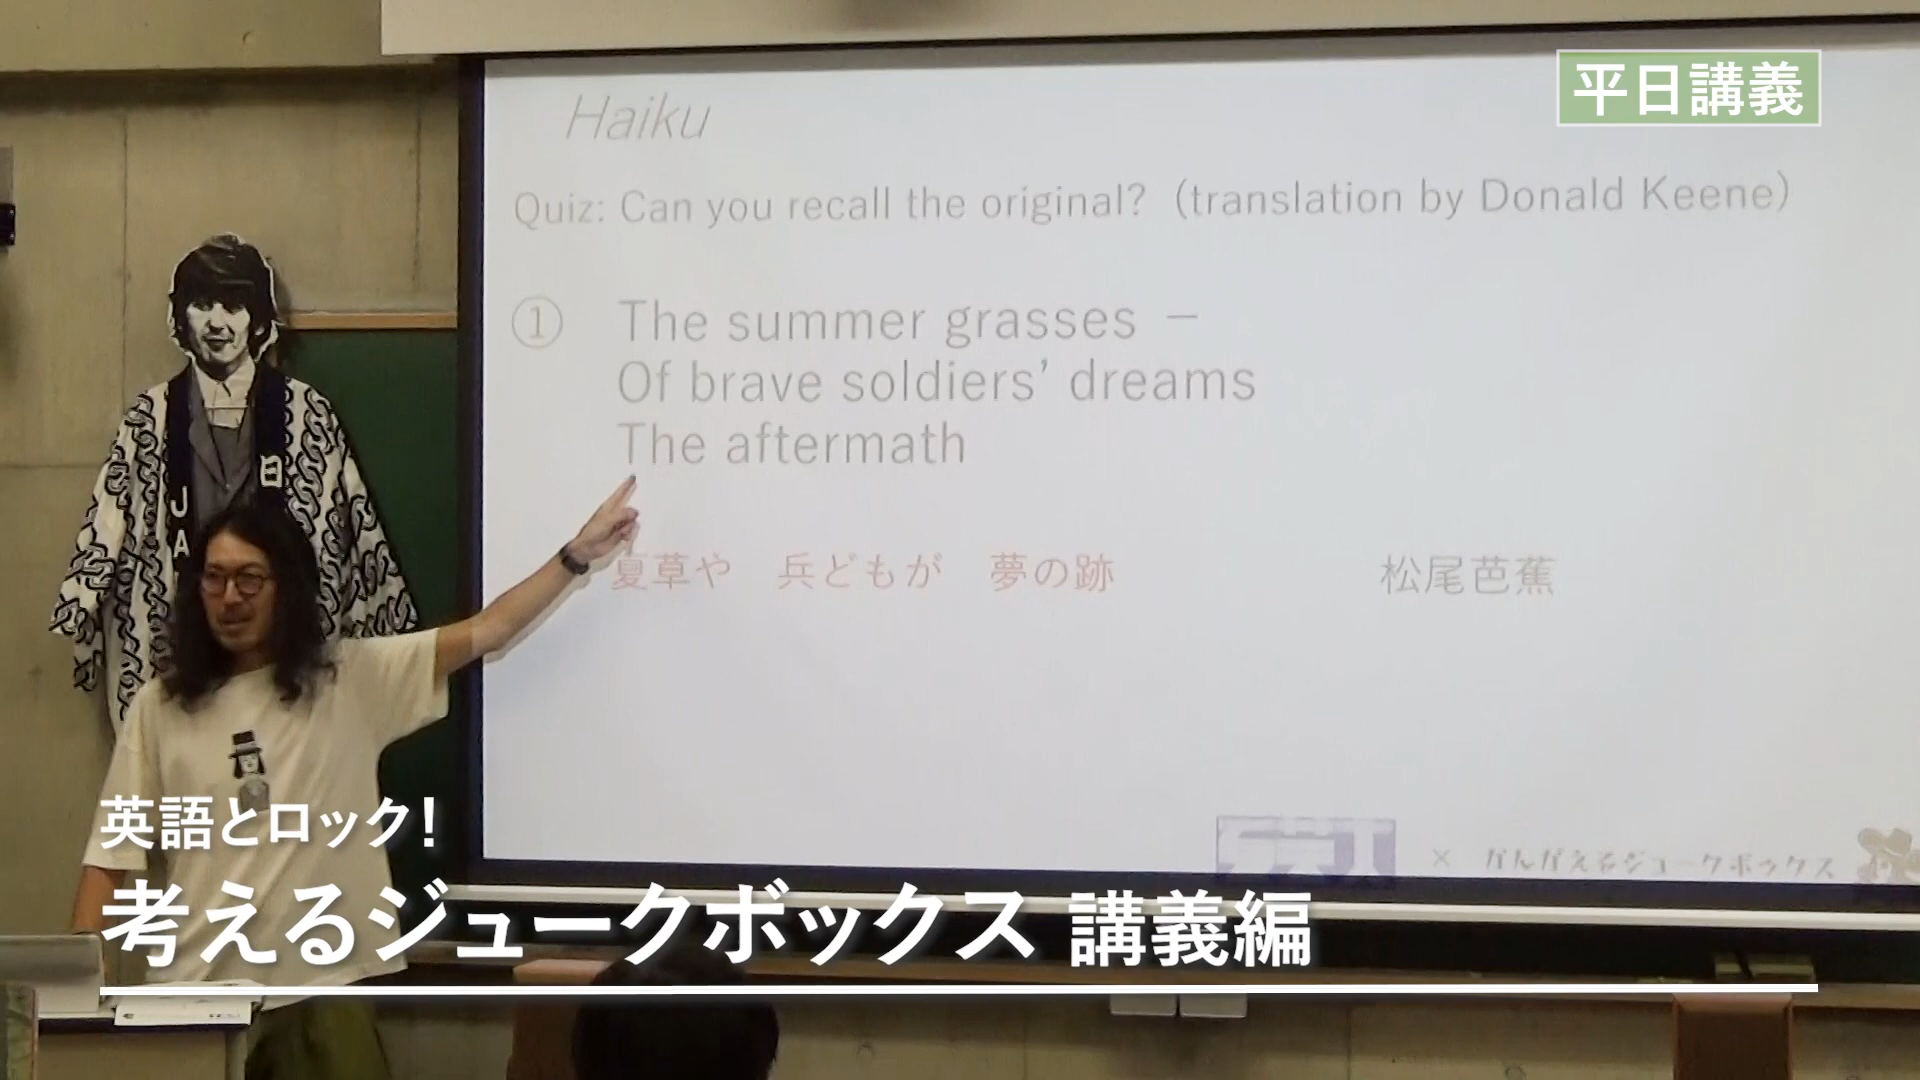 平日講義
Haiku
Quiz: Can you recall the original? (translation by Donald Keene)
① The summer grasses –
Of brave soldiers’ dreams
The aftermath
夏草や 兵どもが 夢の跡 松尾芭蕉
日
JA
× かんがえるジュークボックス
英語とロック!
考えるジュークボックス 講義編